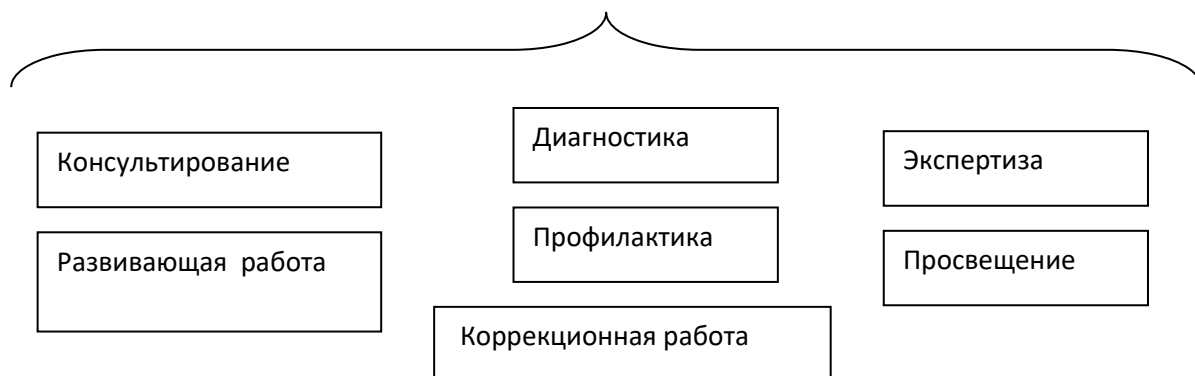 Диагностика
Консультирование
Экспертиза
Профилактика
Развивающая работа
Просвещение
Коррекционная работа